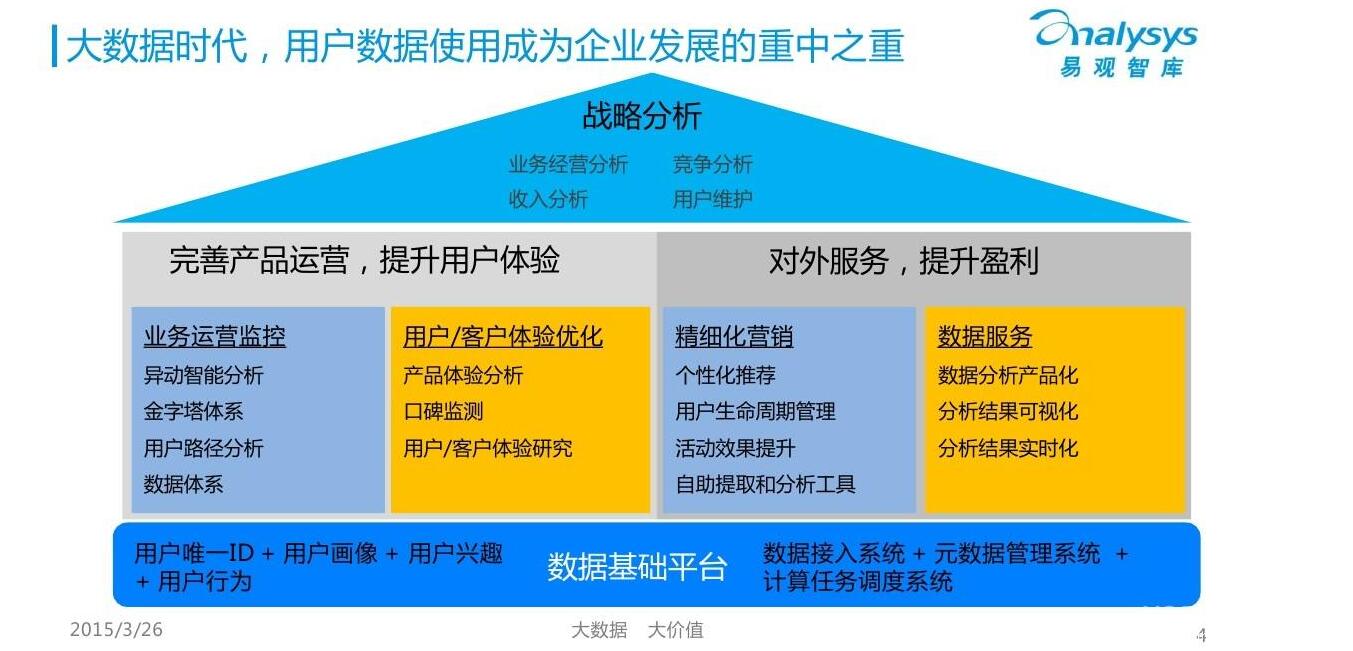 大数据时代，用户数据使用成为企业发展的重中之重
analysys
易观智库
战略分析
业务经营分析 竞争分析
收入分析 用户维护
完善产品运营，提升用户体验
对外服务，提升盈利
业务运营监控
异动智能分析
金字塔体系
用户路径分析
数据体系
用户/客户体验优化
产品体验分析
口碑监测
用户/客户体验研究
精细化营销
个性化推荐
用户生命周期管理
活动效果提升
自助提取和分析工具
数据服务
数据分析产品化
分析结果可视化
分析结果实时化
用户唯一ID + 用户画像 + 用户兴趣
+ 用户行为
数据基础平台
数据接入系统 + 元数据管理系统 +
计算任务调度系统
2015/3/26
大数据 大价值
4